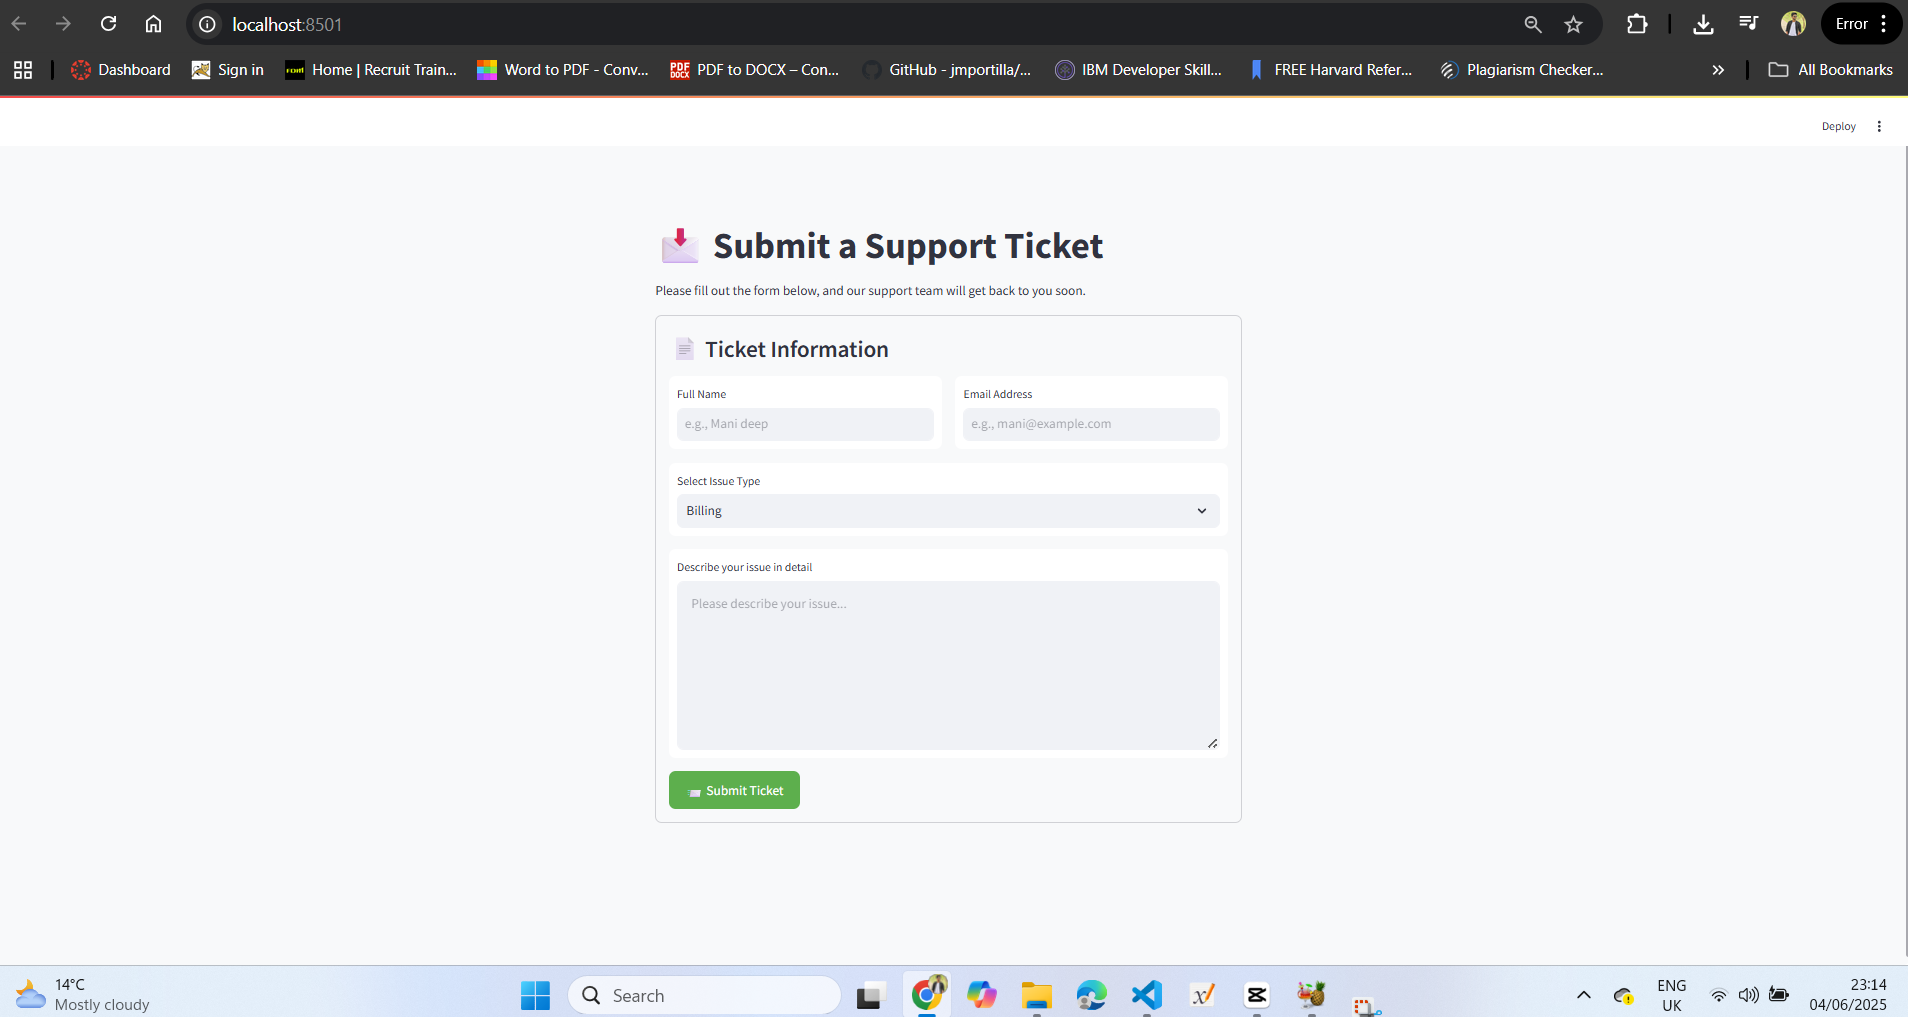 localhost:8501
Error
Dashboard
Sign in
Home | Recruit Train...
Word to PDF - Conv...
PDF
DOCX
PDF to DOCX – Con...
GitHub - jmportilla/...
IBM Developer Skill...
FREE Harvard Refer...
Plagiarism Checker...
All Bookmarks
Deploy
Submit a Support Ticket
Please fill out the form below, and our support team will get back to you soon.
Ticket Information
Full Name
Email Address
e.g., Mani deep
e.g., mani@example.com
Select Issue Type
Billing
Describe your issue in detail
Please describe your issue...
Submit Ticket
14°C
Mostly cloudy
Search
ENG
UK
23:14
04/06/2025